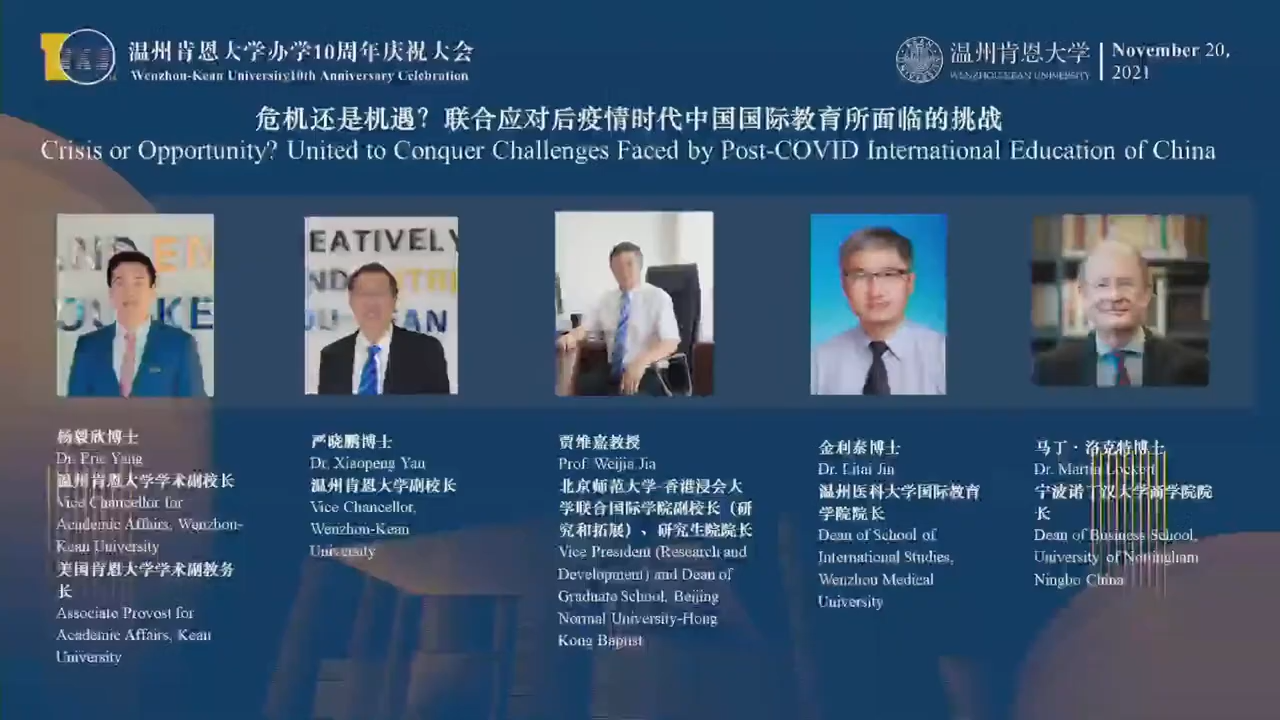 温州肯恩大学办学10周年庆祝大会
Wenzhou-Kean University10th Anniversary Celebration
温州肯恩大学
WENZHOU-KEAN UNIVERSITY
November 20,
2021
危机还是机遇？联合应对后疫情时代中国国际教育所面临的挑战
Crisis or Opportunity? United to Conquer Challenges Faced by Post-COVID International Education of China
EATIVELY
杨毅欣博士
Dr. Eric Yang
温州肯恩大学学术副校长
Vice Chancellor for
Academic Affairs, Wenzhou-
Kean University
美国肯恩大学学术副教务
长
Associate Provost for
Academic Affairs, Kean
University
严晓鹏博士
Dr. Xiaopeng Yan
温州肯恩大学副校长
Vice Chancellor,
Wenzhou-Kean
University
贾维嘉教授
Prof. Weijia Jia
北京师范大学-香港浸会大
学联合国际学院副校长（研
究和拓展）、研究生院院长
Vice President (Research and
Development) and Dean of
Graduate School, Beijing
Normal University-Hong
Kong Baptist
金利泰博士
Dr. Litai Jin
温州医科大学国际教育
学院院长
Dean of School of
International Studies,
Wenzhou Medical
University
马丁·洛克特博士
Dr. Martin Lockett
宁波诺丁汉大学商学院院
长
Dean of Business School,
University of Nottingham
Ningbo China